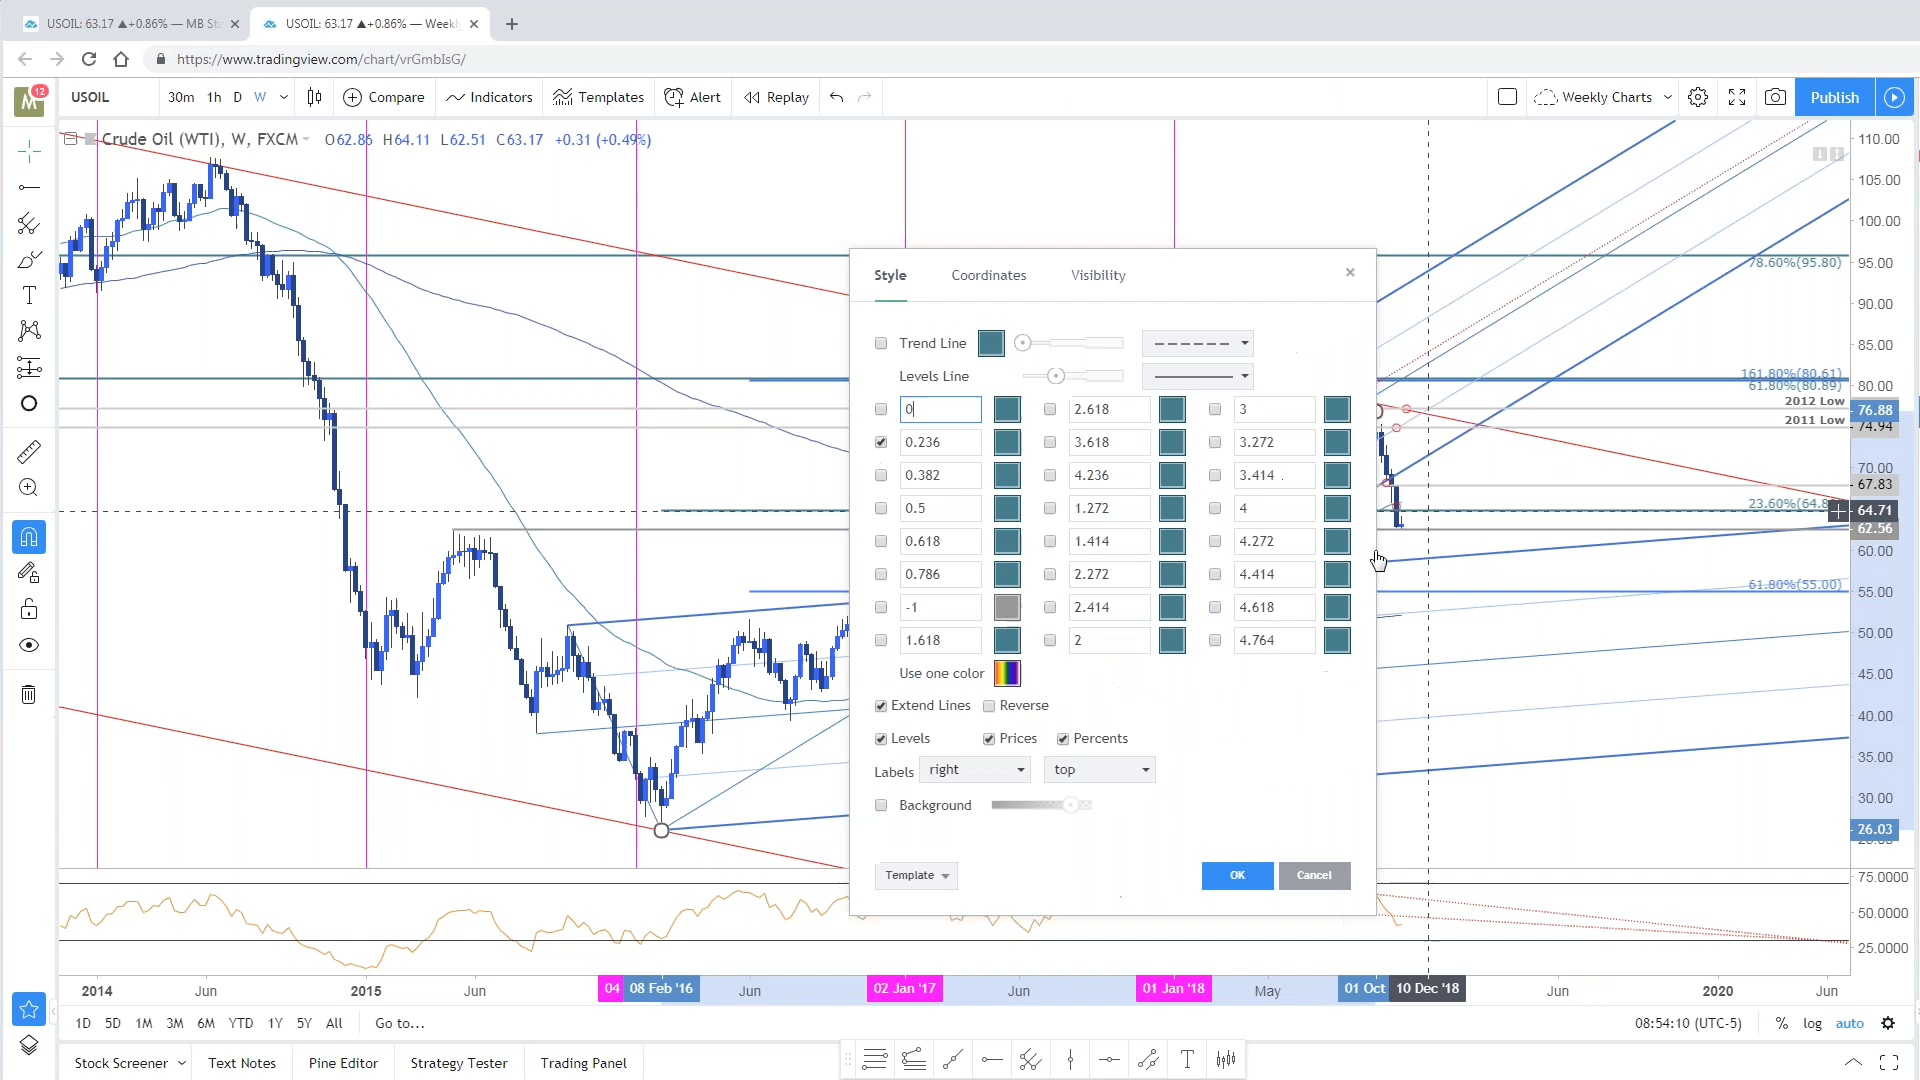 USOIL: 63.17 ▲+0.86% — MB Sta
USOIL: 63.17 ▲+0.86% — Weekly
https://www.tradingview.com/chart/vrGmbIsG/
M
12
USOIL
30m 1h D W
Compare
Indicators
Templates
Alert
Replay
Weekly Charts
Publish
Crude Oil (WTI), W, FXCM O62.86 H64.11 L62.51 C63.17 +0.31 (+0.49%)
110.00
105.00
100.00
95.00
90.00
85.00
80.00
76.88
74.94
70.00
67.83
64.71
62.56
60.00
55.00
50.00
45.00
40.00
35.00
30.00
26.03
78.60%(95.80)
161.80%(80.61)
61.80%(80.89)
2012 Low
2011 Low
23.60%(64.8
61.80%(55.00)
Style Coordinates Visibility ×
Trend Line
Levels Line
0 2.618 3
0.236 3.618 3.272
0.382 4.236 3.414
0.5 1.272 4
0.618 1.414 4.272
0.786 2.272 4.414
-1 2.414 4.618
1.618 2 4.764
Use one color
Extend Lines Reverse
Levels Prices Percents
Labels right top
Background
Template OK Cancel
75.0000
50.0000
25.0000
2014 Jun 2015 Jun 04 08 Feb '16 Jun 02 Jan '17 Jun 01 Jan '18 May 01 Oct 10 Dec '18 Jun 2020 Jun
1D 5D 1M 3M 6M YTD 1Y 5Y All Go to... 08:54:10 (UTC-5) % log auto
Stock Screener Text Notes Pine Editor Strategy Tester Trading Panel